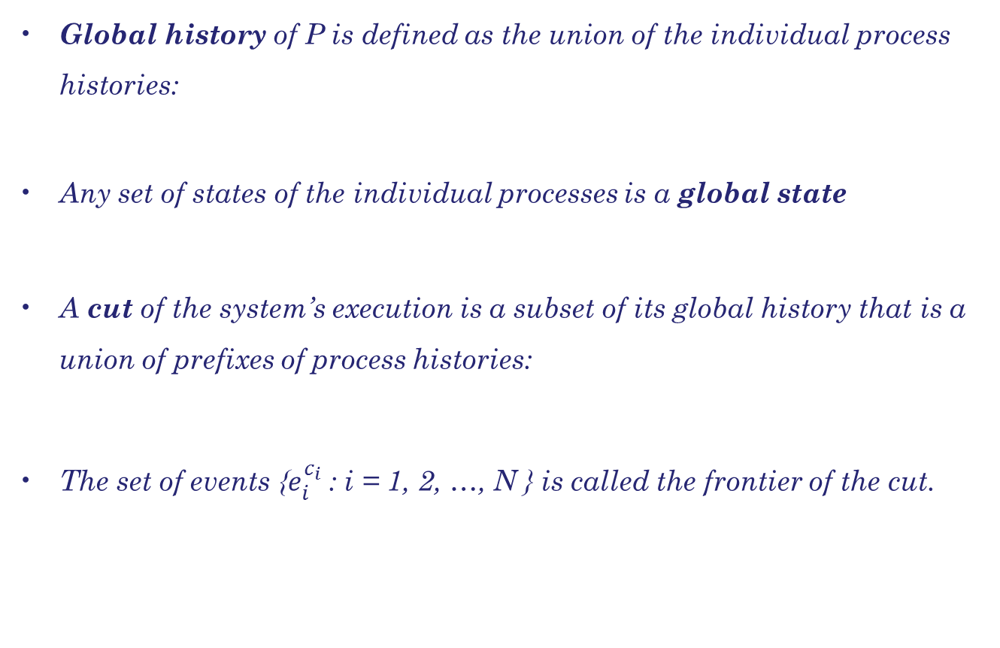 • Global history of P is defined as the union of the individual process
histories:
• Any set of states of the individual processes is a global state
• A cut of the system’s execution is a subset of its global history that is a
union of prefixes of process histories:
• The set of events {e_i^{c_i} : i = 1, 2, …, N } is called the frontier of the cut.